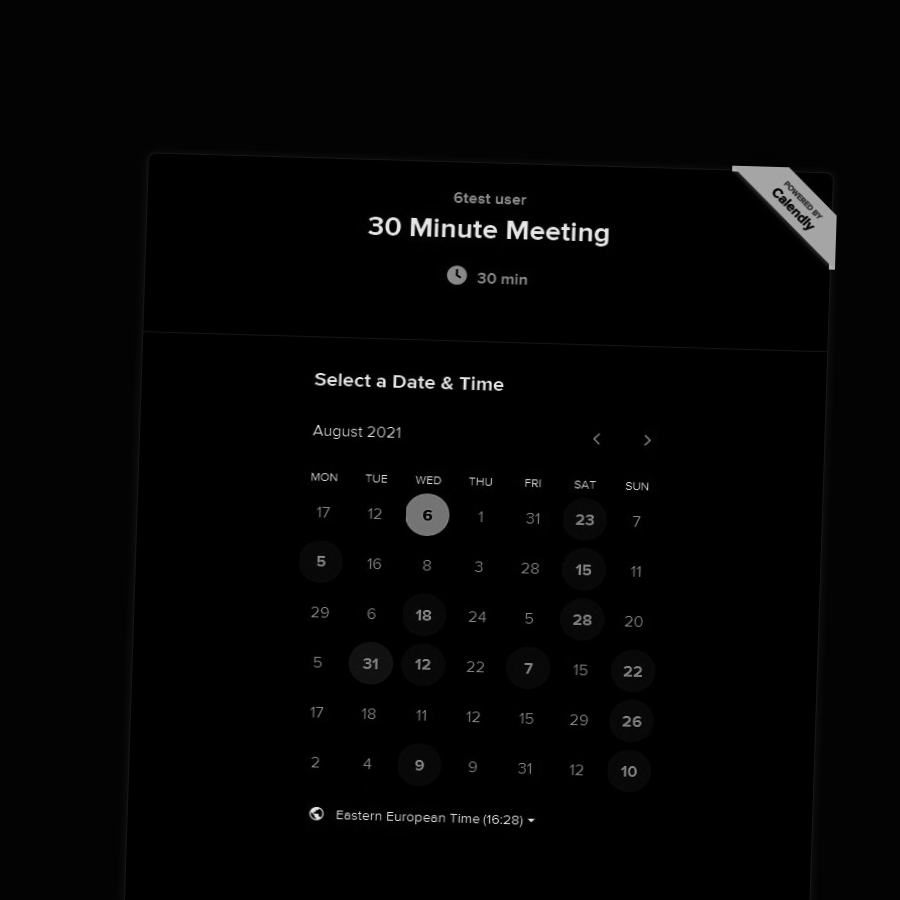 POWERED BY
Calendly
6test user
30 Minute Meeting
30 min
Select a Date & Time
August 2021
MON TUE WED THU FRI SAT SUN
17 12 6 1 31 23 7
5 16 8 3 28 15 11
29 6 18 24 5 28 20
5 31 12 22 7 15 22
17 18 11 12 15 29 26
2 4 9 9 31 12 10
Eastern European Time (16:28)